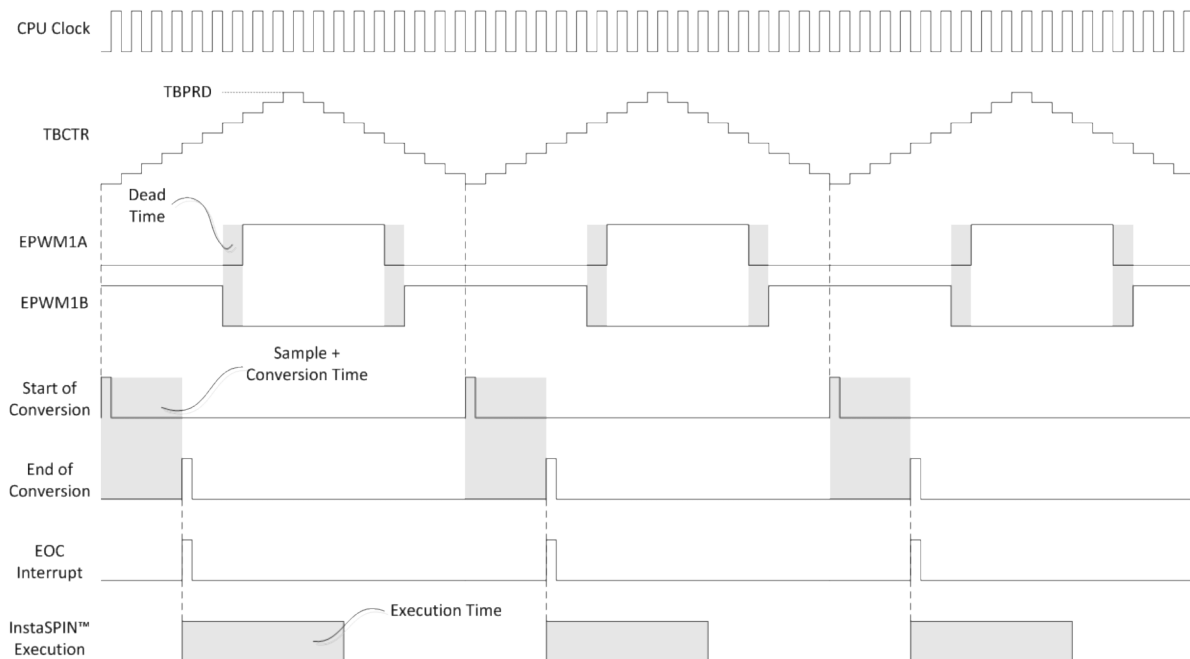 CPU Clock
TBPRD
TBCTR
Dead
Time
EPWM1A
EPWM1B
Sample +
Conversion Time
Start of
Conversion
End of
Conversion
EOC
Interrupt
Execution Time
InstaSPIN™
Execution